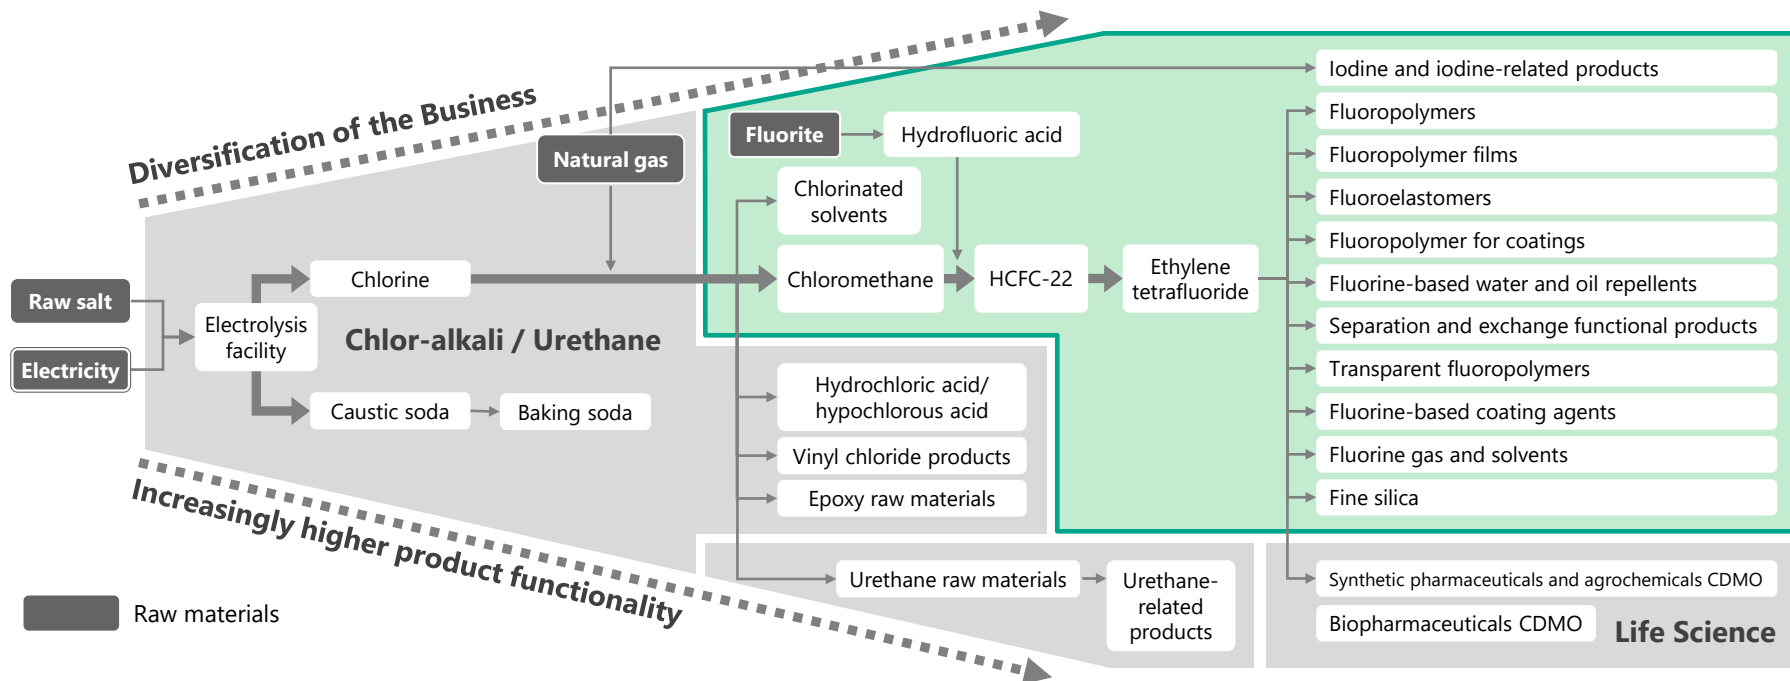 Diversification of the Business
Natural gas
Fluorite
Hydrofluoric acid
Chlorinated
solvents
Raw salt
Electricity
Electrolysis
facility
Chlorine
Chlor-alkali / Urethane
Caustic soda
Baking soda
Chloromethane
HCFC-22
Ethylene
tetrafluoride
Hydrochloric acid/
hypochlorous acid
Vinyl chloride products
Epoxy raw materials
Urethane raw materials
Urethane-
related
products
Iodine and iodine-related products
Fluoropolymers
Fluoropolymer films
Fluoroelastomers
Fluoropolymer for coatings
Fluorine-based water and oil repellents
Separation and exchange functional products
Transparent fluoropolymers
Fluorine-based coating agents
Fluorine gas and solvents
Fine silica
Synthetic pharmaceuticals and agrochemicals CDMO
Biopharmaceuticals CDMO
Life Science
Increasingly higher product functionality
Raw materials